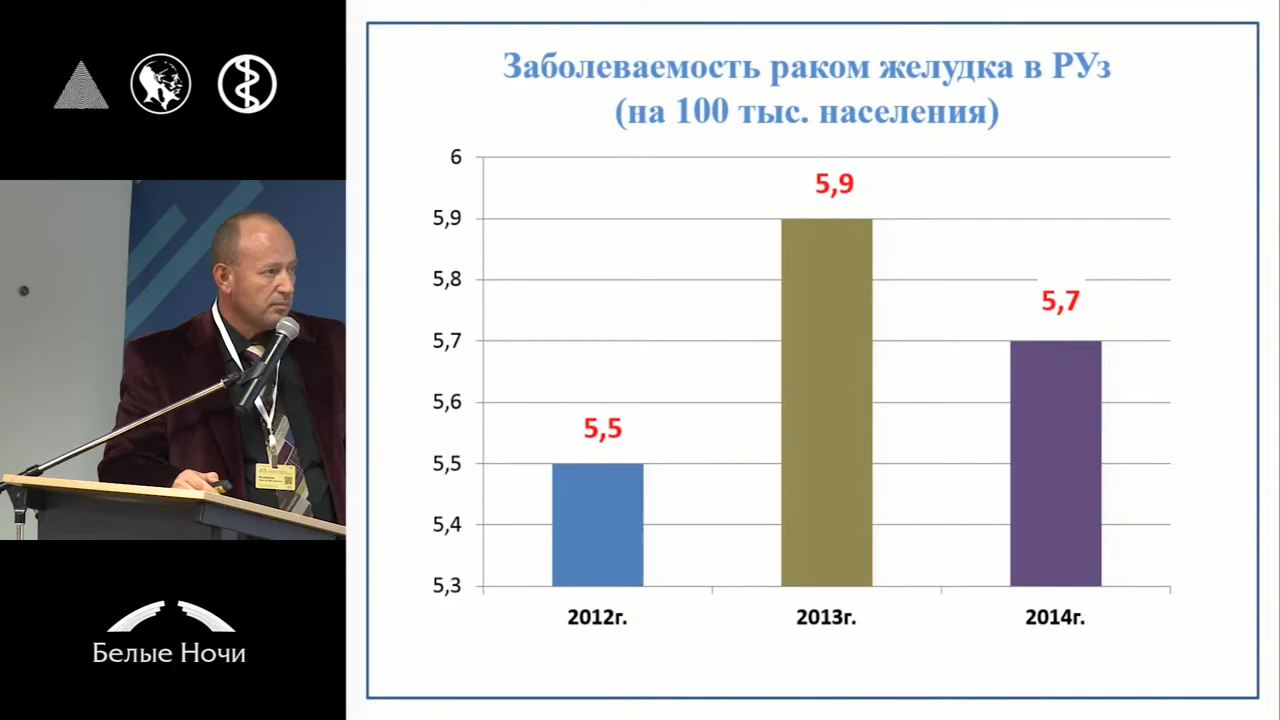 Заболеваемость раком желудка в РУз
(на 100 тыс. населения)
6
5,9
5,8
5,7
5,6
5,5
5,4
5,3
5,5
5,9
5,7
2012г.
2013г.
2014г.
Белые Ночи